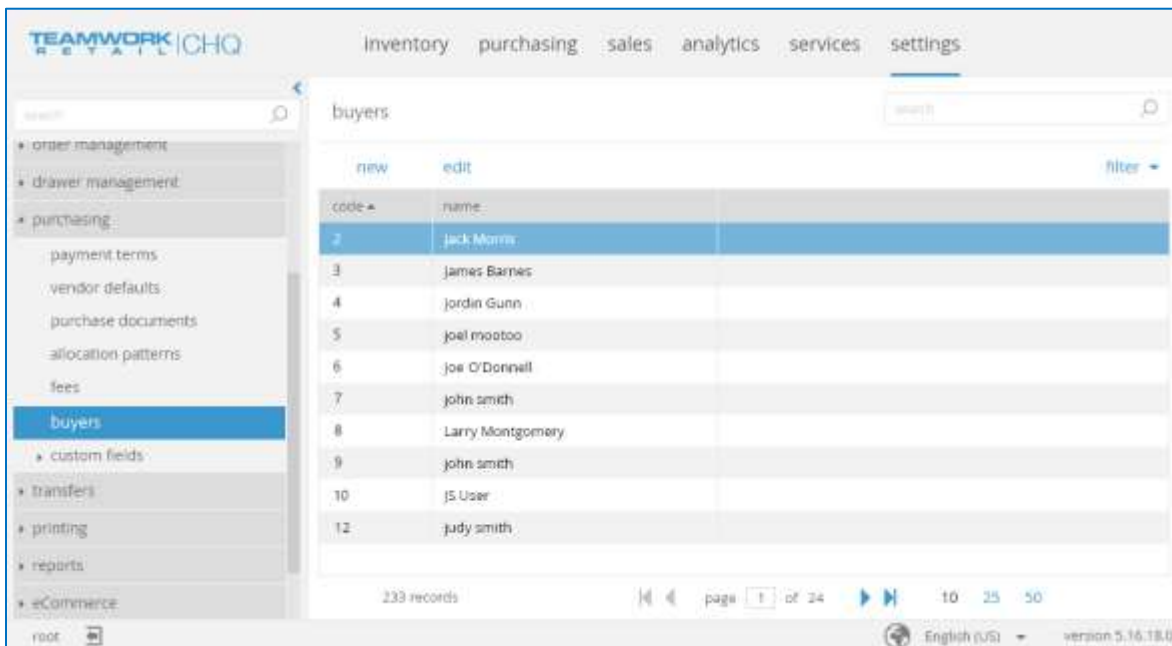 TEAMWORK CHQ
RETAIL
inventory purchasing sales analytics services settings
search
order management
drawer management
purchasing
payment terms
vendor defaults
purchase documents
allocation patterns
fees
buyers
custom fields
transfers
printing
reports
eCommerce
buyers
search
new edit filter
code name
2 Jack Morris
3 James Barnes
4 Jordin Gunn
5 joel mootoo
6 Joe O'Donnell
7 john smith
8 Larry Montgomery
9 john smith
10 JS User
12 judy smith
233 records page 1 of 24 10 25 50
root English (US) version 5.16.18.0